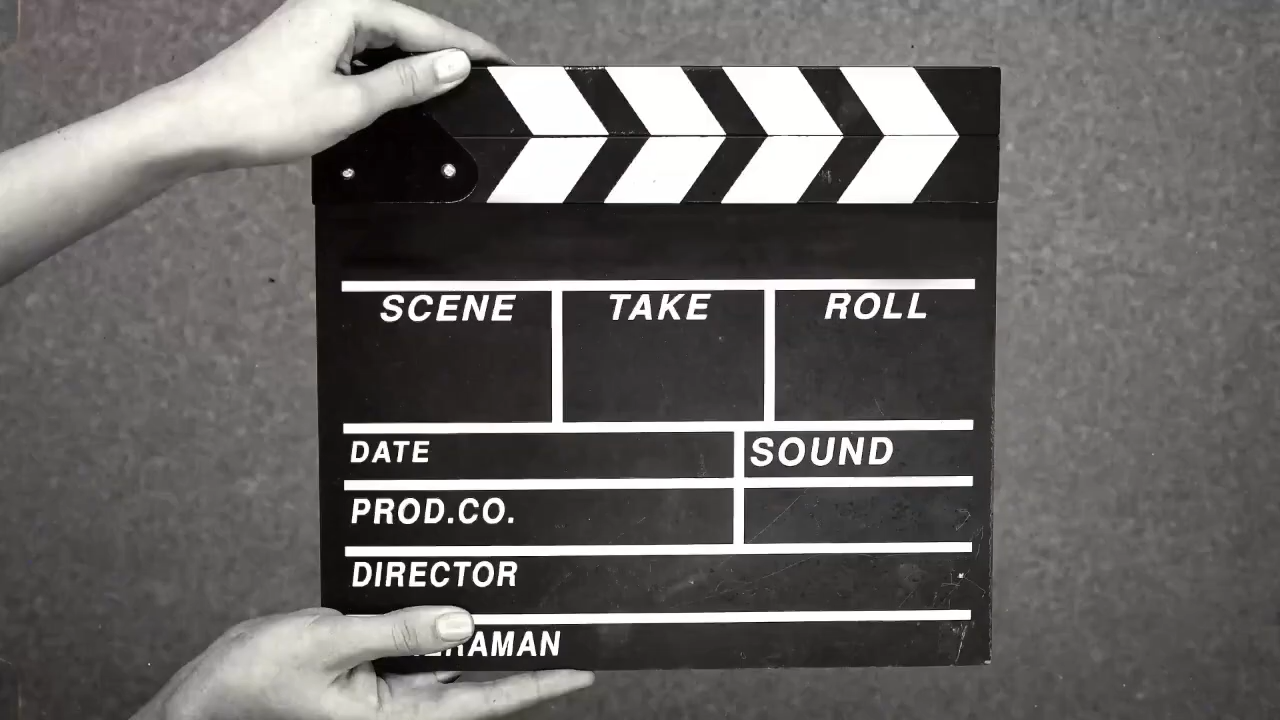 SCENE TAKE ROLL
DATE SOUND
PROD.CO.
DIRECTOR